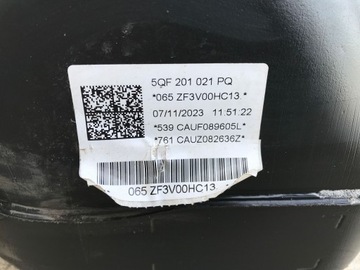 5QF 201 021 PQ
*065 ZF3V00HC13 *
07/11/2023 11:51:22
*539 CAUF089605L*
*761 CAUZ082636Z*
065 ZF3V00HC13